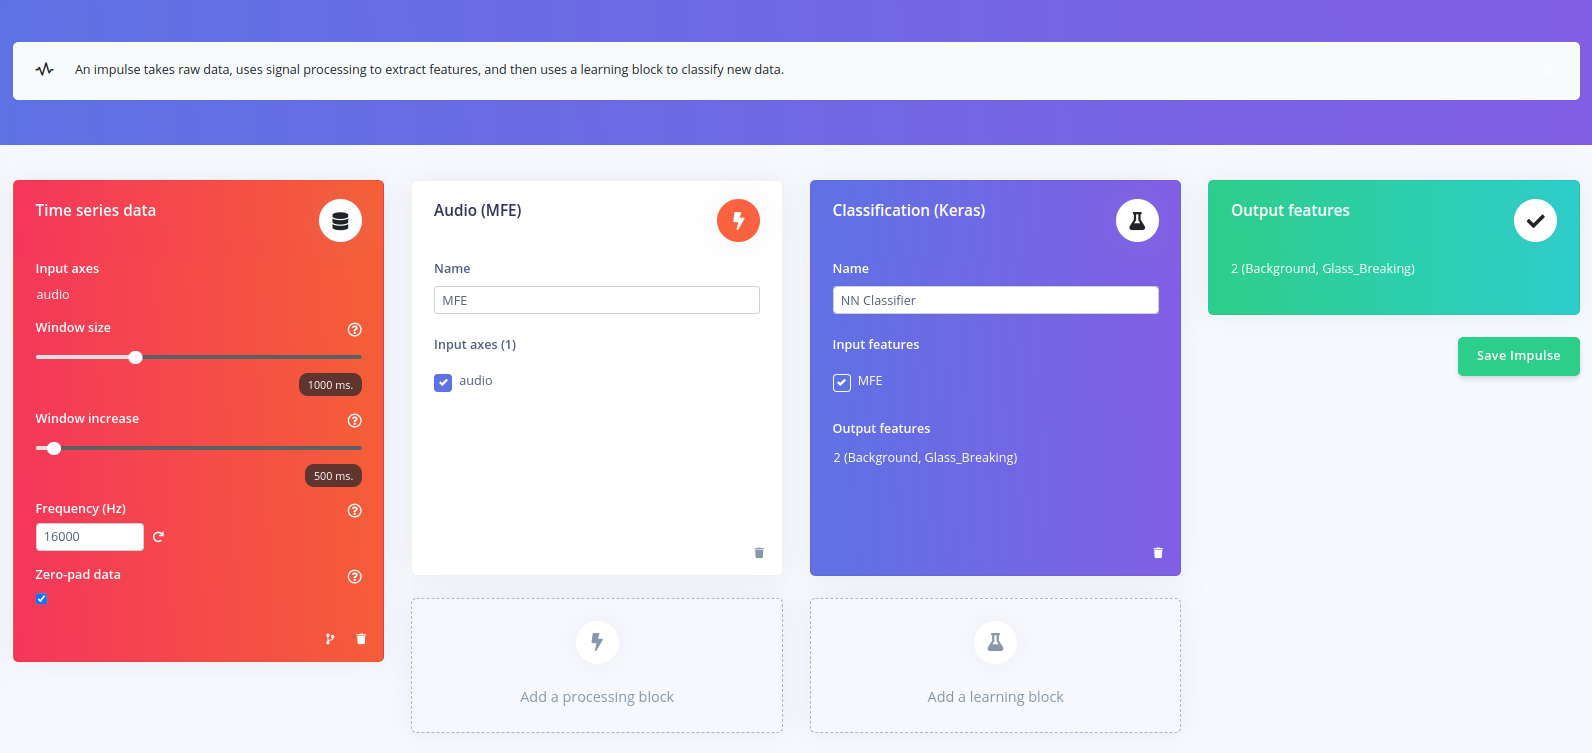 An impulse takes raw data, uses signal processing to extract features, and then uses a learning block to classify new data.
Time series data
Input axes
audio
Window size
1000 ms.
Window increase
500 ms.
Frequency (Hz)
16000
Zero-pad data
Audio (MFE)
Name
MFE
Input axes (1)
audio
Add a processing block
Classification (Keras)
Name
NN Classifier
Input features
MFE
Output features
2 (Background, Glass_Breaking)
Add a learning block
Output features
2 (Background, Glass_Breaking)
Save Impulse